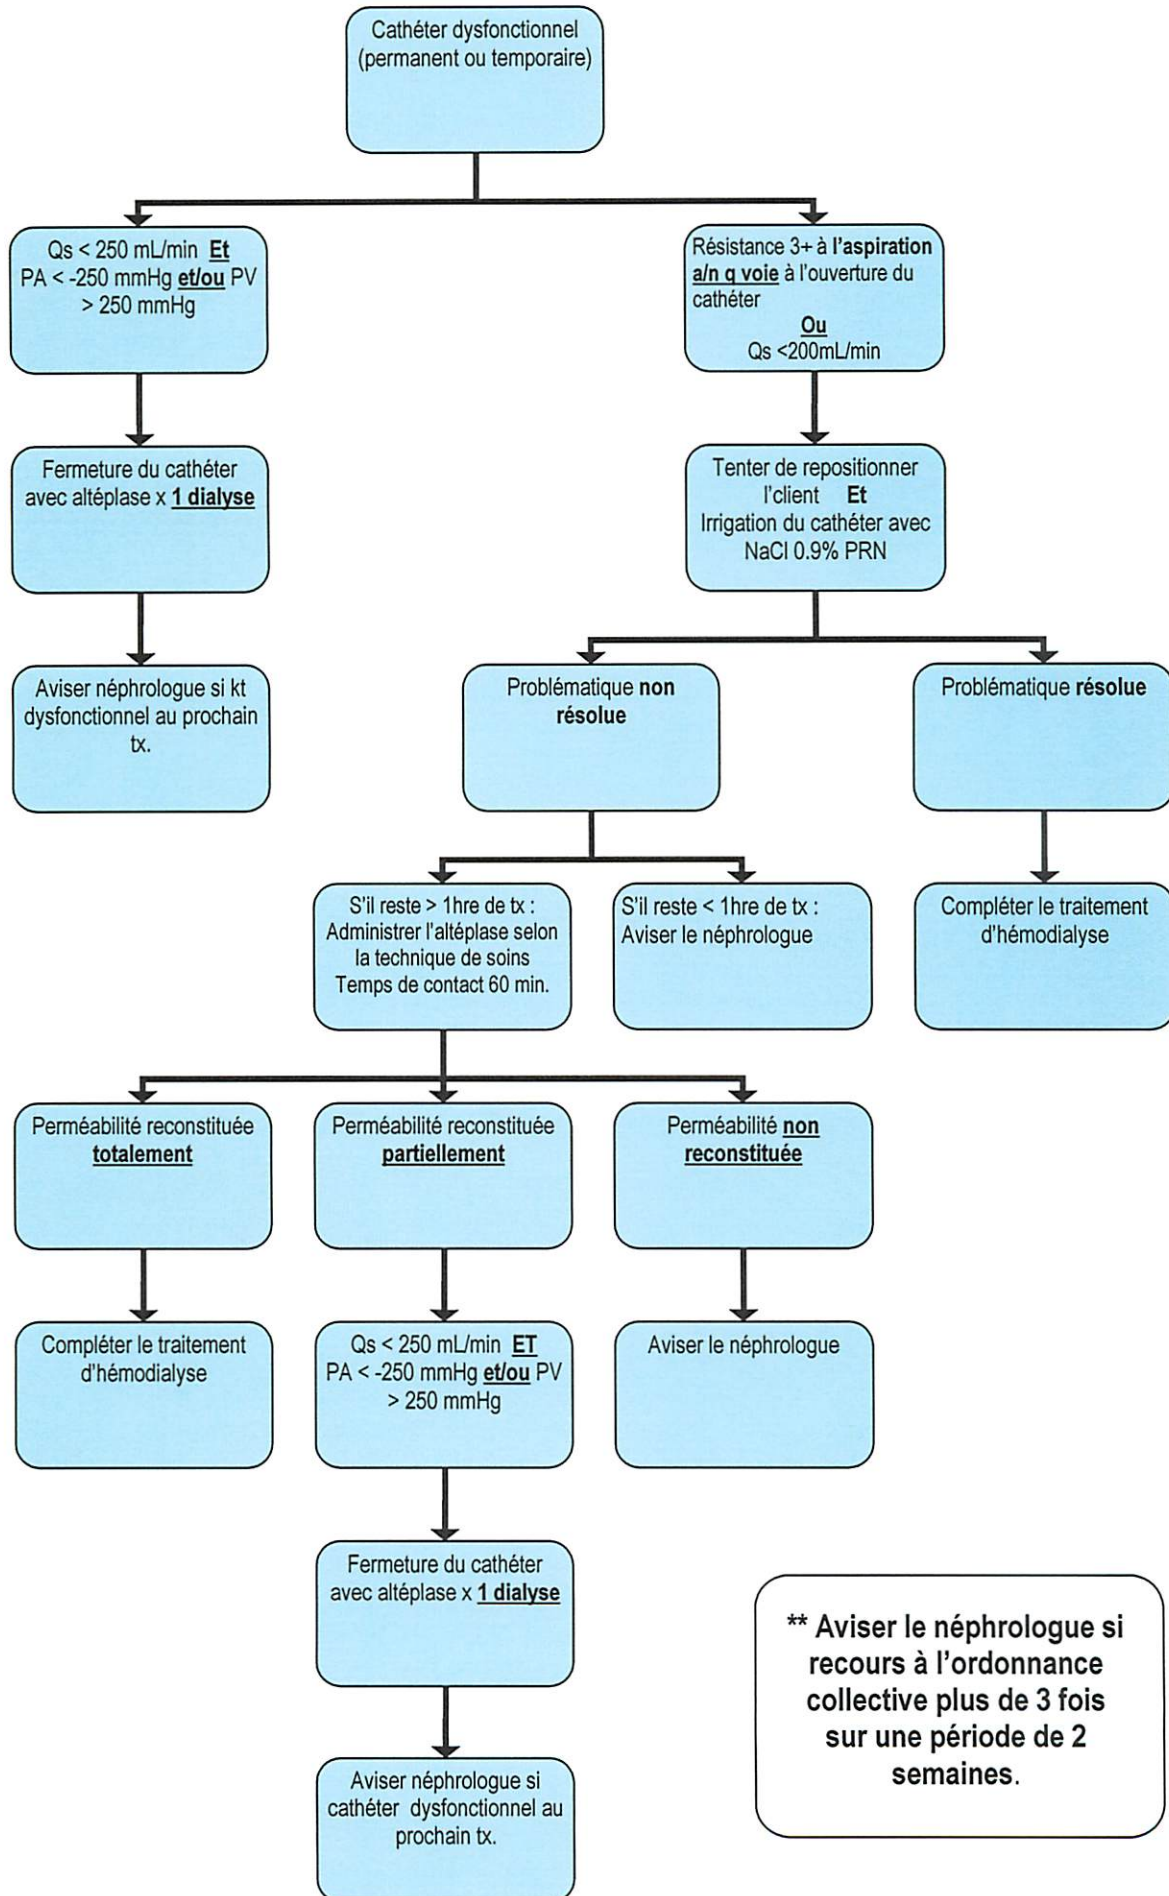 Cathéter dysfonctionnel
(permanent ou temporaire)
Qs < 250 mL/min Et
PA < -250 mmHg et/ou PV
> 250 mmHg
Résistance 3+ à l'aspiration
a/n q voie à l'ouverture du
cathéter
Ou
Qs <200mL/min
Fermeture du cathéter
avec altéplase x 1 dialyse
Tenter de repositionner
l'client Et
Irrigation du cathéter avec
NaCl 0.9% PRN
Aviser néphrologue si kt
dysfonctionnel au prochain
tx.
Problématique non
résolue
Problématique résolue
S'il reste > 1hre de tx :
Administrer l'altéplase selon
la technique de soins
Temps de contact 60 min.
S'il reste < 1hre de tx :
Aviser le néphrologue
Compléter le traitement
d'hémodialyse
Perméabilité reconstituée
totalement
Perméabilité reconstituée
partiellement
Perméabilité non
reconstituée
Compléter le traitement
d'hémodialyse
Qs < 250 mL/min ET
PA < -250 mmHg et/ou PV
> 250 mmHg
Aviser le néphrologue
Fermeture du cathéter
avec altéplase x 1 dialyse
Aviser néphrologue si
cathéter dysfonctionnel au
prochain tx.
** Aviser le néphrologue si
recours à l'ordonnance
collective plus de 3 fois
sur une période de 2
semaines.